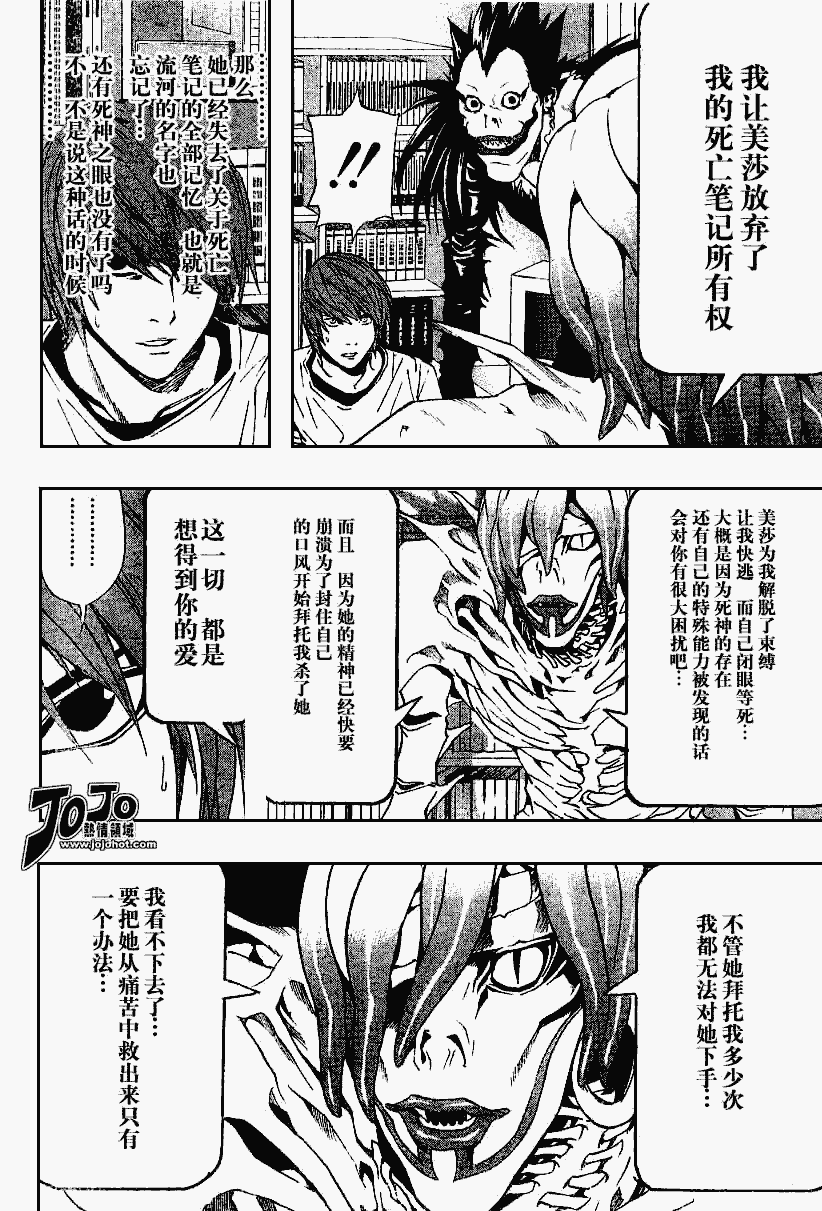 我让美莎放弃了
我的死亡笔记所有权
!!
………………
那么
她已经失去了关于死亡
笔记的全部记忆 也就是
流河的名字也
忘记了…
还有死神之眼也没有了吗
不 不是说这种话的时候
………………
美莎为我解脱了束缚
让我快逃 而自己闭眼等死…
大概是因为死神的存在
还有自己的特殊能力被发现的话
会对你有很大困扰吧…
而且 因为她的精神已经快要
崩溃为了封住自己
的口风开始拜托我杀了她
这一切 都是
想得到你的爱
………………
不管她拜托我多少次
我都无法对她下手…
我看不下去了…
要把她从痛苦中救出来只有
一个办法…
JOJO
熱情領域
www.jojohot.com